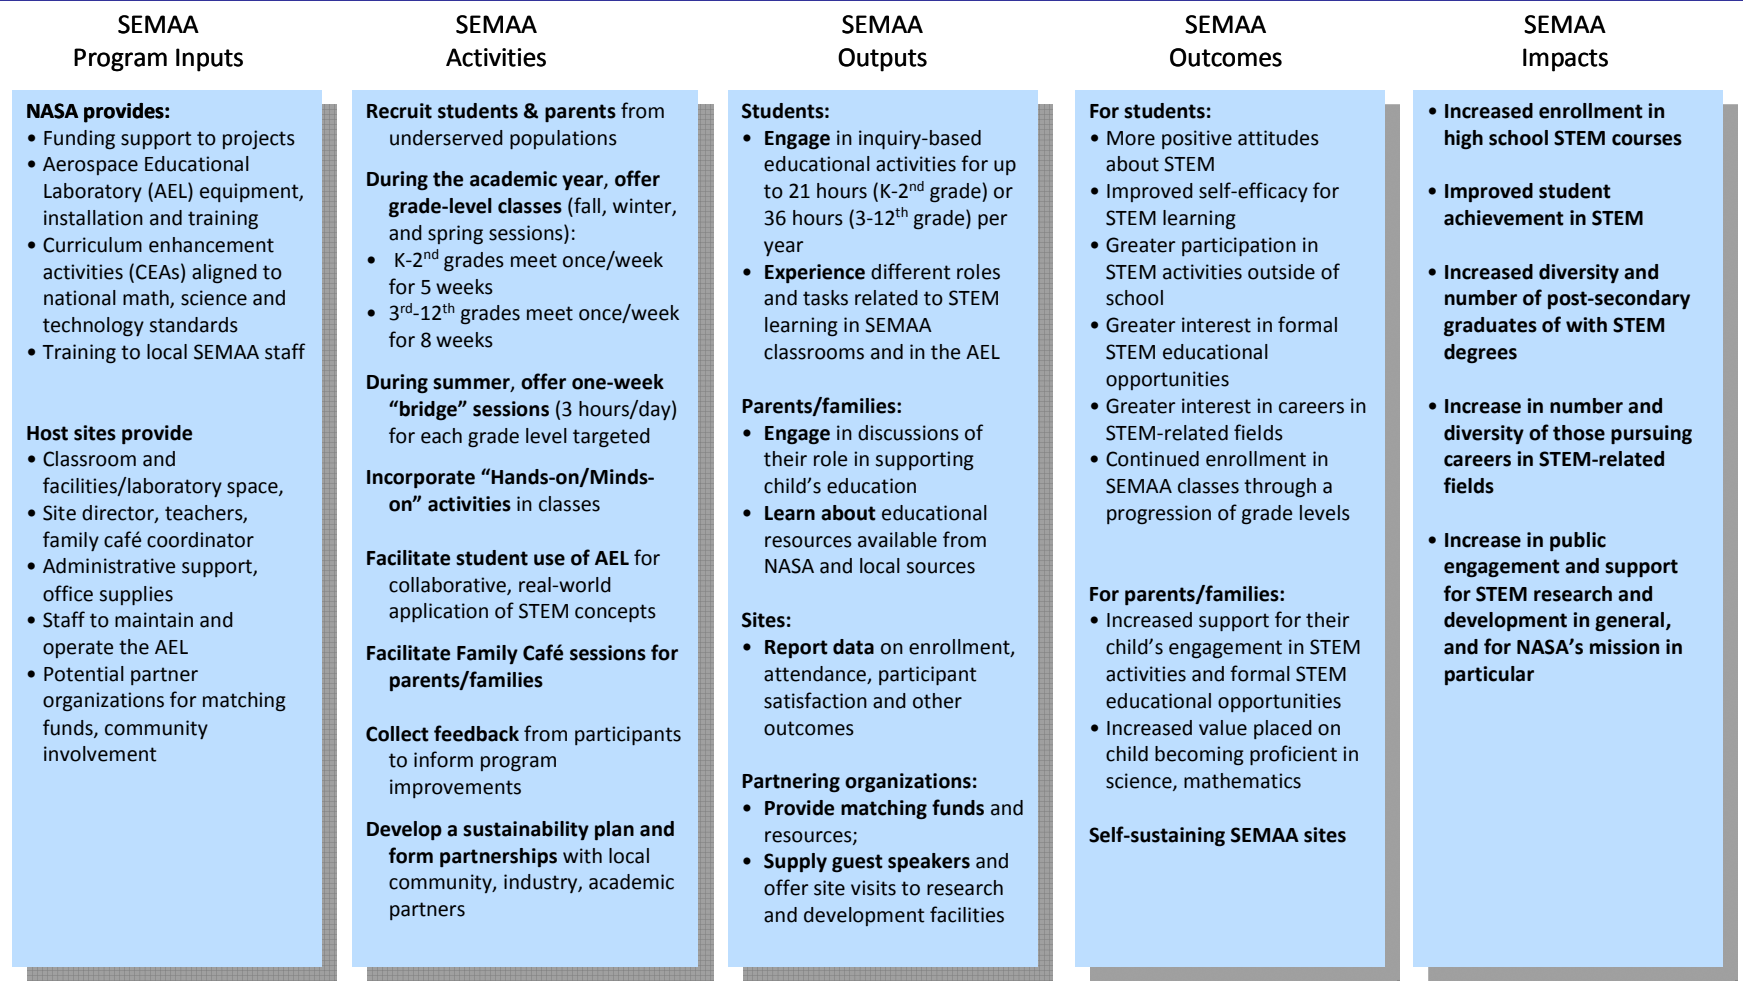 SEMAA
Program Inputs
NASA provides:
• Funding support to projects
• Aerospace Educational
Laboratory (AEL) equipment,
installation and training
• Curriculum enhancement
activities (CEAs) aligned to
national math, science and
technology standards
• Training to local SEMAA staff
Host sites provide
• Classroom and
facilities/laboratory space,
• Site director, teachers,
family café coordinator
• Administrative support,
office supplies
• Staff to maintain and
operate the AEL
• Potential partner
organizations for matching
funds, community
involvement
SEMAA
Activities
Recruit students & parents from
underserved populations
During the academic year, offer
grade-level classes (fall, winter,
and spring sessions):
• K-2nd grades meet once/week
for 5 weeks
• 3rd-12th grades meet once/week
for 8 weeks
During summer, offer one-week
“bridge” sessions (3 hours/day)
for each grade level targeted
Incorporate “Hands-on/Minds-
on” activities in classes
Facilitate student use of AEL for
collaborative, real-world
application of STEM concepts
Facilitate Family Café sessions for
parents/families
Collect feedback from participants
to inform program
improvements
Develop a sustainability plan and
form partnerships with local
community, industry, academic
partners
SEMAA
Outputs
Students:
• Engage in inquiry-based
educational activities for up
to 21 hours (K-2nd grade) or
36 hours (3-12th grade) per
year
• Experience different roles
and tasks related to STEM
learning in SEMAA
classrooms and in the AEL
Parents/families:
• Engage in discussions of
their role in supporting
child’s education
• Learn about educational
resources available from
NASA and local sources
Sites:
• Report data on enrollment,
attendance, participant
satisfaction and other
outcomes
Partnering organizations:
• Provide matching funds and
resources;
• Supply guest speakers and
offer site visits to research
and development facilities
SEMAA
Outcomes
For students:
• More positive attitudes
about STEM
• Improved self-efficacy for
STEM learning
• Greater participation in
STEM activities outside of
school
• Greater interest in formal
STEM educational
opportunities
• Greater interest in careers in
STEM-related fields
• Continued enrollment in
SEMAA classes through a
progression of grade levels
For parents/families:
• Increased support for their
child’s engagement in STEM
activities and formal STEM
educational opportunities
• Increased value placed on
child becoming proficient in
science, mathematics
Self-sustaining SEMAA sites
SEMAA
Impacts
• Increased enrollment in
high school STEM courses
• Improved student
achievement in STEM
• Increased diversity and
number of post-secondary
graduates of with STEM
degrees
• Increase in number and
diversity of those pursuing
careers in STEM-related
fields
• Increase in public
engagement and support
for STEM research and
development in general,
and for NASA’s mission in
particular